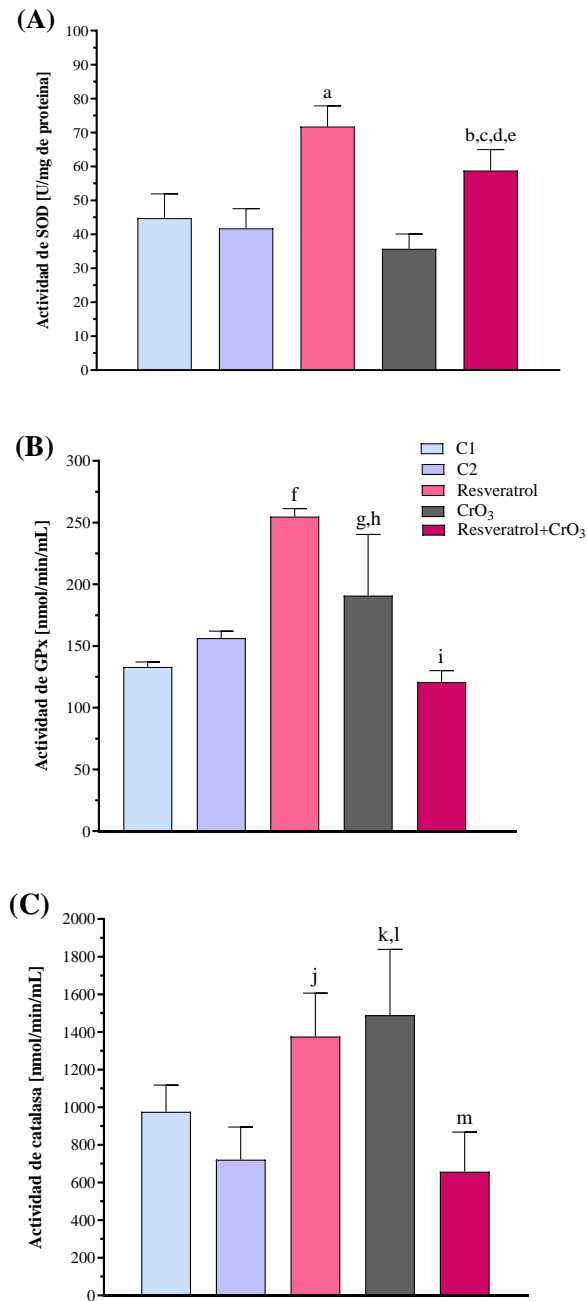 (A)
Actividad de SOD [U/mg de proteina]
100
90
80
70
60
50
40
30
20
10
0
a
b,c,d,e
(B)
C1
C2
Resveratrol
CrO₃
Resveratrol+CrO₃
Actividad de GPx [nmol/min/mL]
300
250
200
150
100
50
0
f
g,h
i
(C)
Actividad de catalasa [nmol/min/mL]
2000
1800
1600
1400
1200
1000
800
600
400
200
0
j
k,l
m